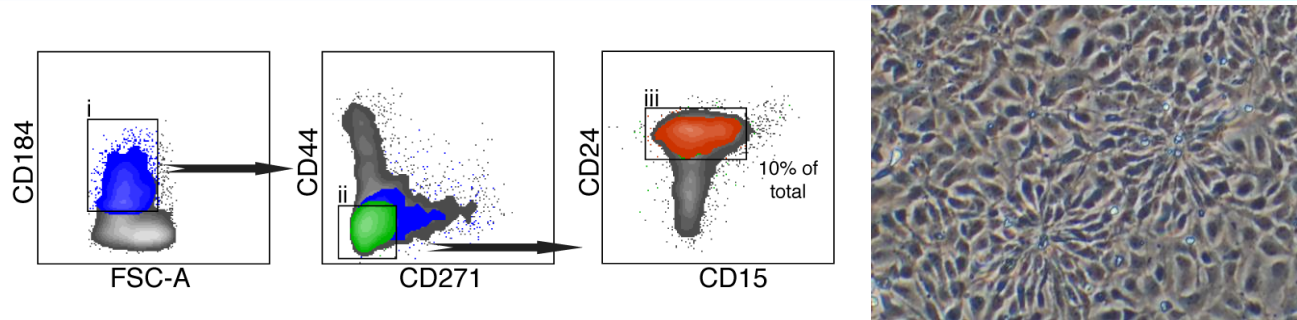 CD184
i
FSC-A
CD44
ii
CD271
CD24
iii
10% of
total
CD15